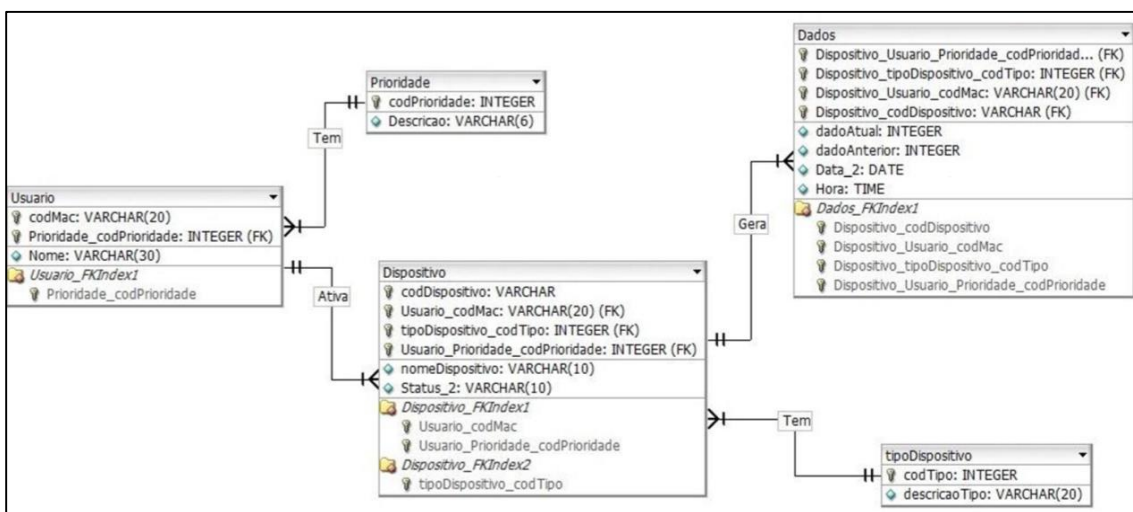 Prioridade
codPrioridade: INTEGER
Descricao: VARCHAR(6)
Tem
Usuario
codMac: VARCHAR(20)
Prioridade_codPrioridade: INTEGER (FK)
Nome: VARCHAR(30)
Usuario_FKIndex1
Prioridade_codPrioridade
Ativa
Dispositivo
codDispositivo: VARCHAR
Usuario_codMac: VARCHAR(20) (FK)
tipoDispositivo_codTipo: INTEGER (FK)
Usuario_Prioridade_codPrioridade: INTEGER (FK)
nomeDispositivo: VARCHAR(10)
Status_2: VARCHAR(10)
Dispositivo_FKIndex1
Usuario_codMac
Usuario_Prioridade_codPrioridade
Dispositivo_FKIndex2
tipoDispositivo_codTipo
Gera
Dados
Dispositivo_Usuario_Prioridade_codPrioridad... (FK)
Dispositivo_tipoDispositivo_codTipo: INTEGER (FK)
Dispositivo_Usuario_codMac: VARCHAR(20) (FK)
Dispositivo_codDispositivo: VARCHAR (FK)
dadoAtual: INTEGER
dadoAnterior: INTEGER
Data_2: DATE
Hora: TIME
Dados_FKIndex1
Dispositivo_codDispositivo
Dispositivo_Usuario_codMac
Dispositivo_tipoDispositivo_codTipo
Dispositivo_Usuario_Prioridade_codPrioridade
Tem
tipoDispositivo
codTipo: INTEGER
descricaoTipo: VARCHAR(20)